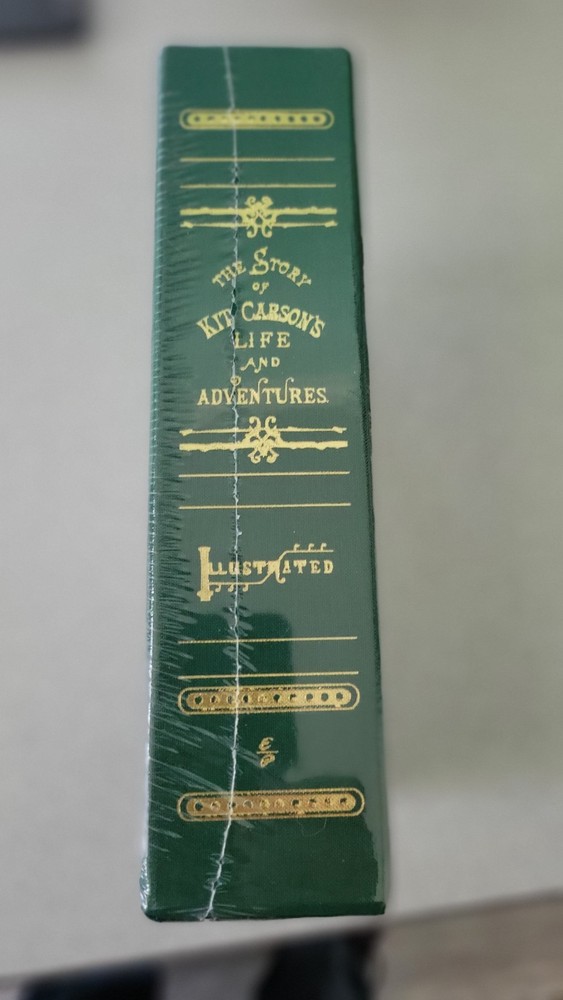 THE STORY
OF
KIT CARSON'S
LIFE
AND
ADVENTURES.
ILLUSTRATED